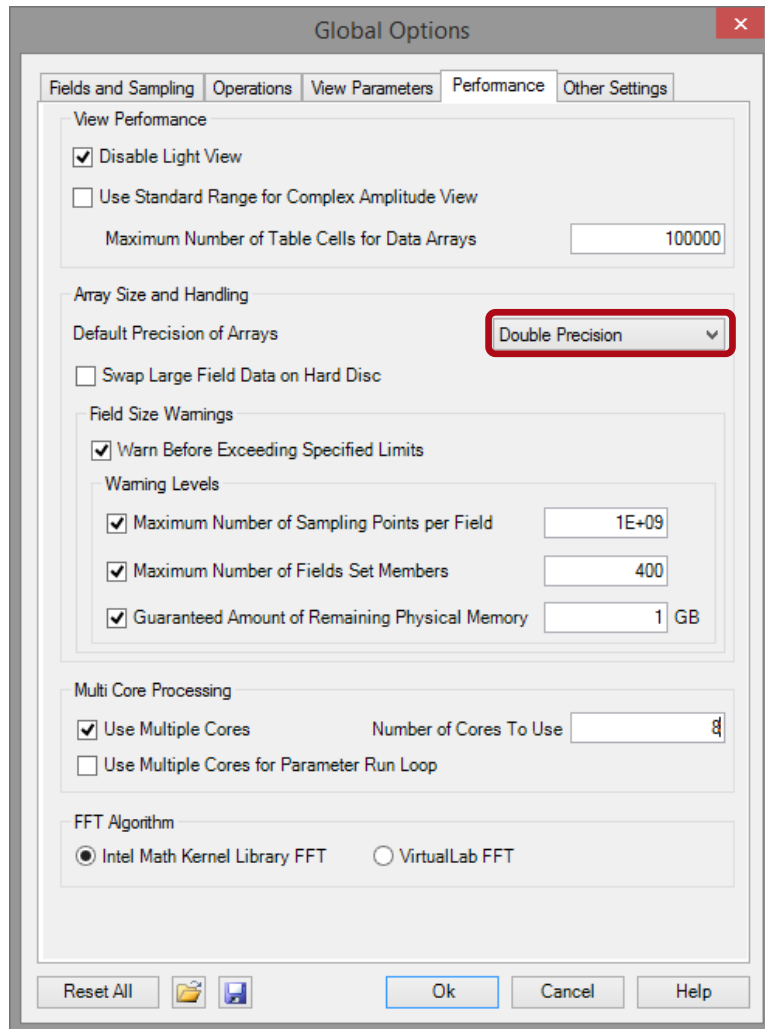 Global Options
Fields and Sampling Operations View Parameters Performance Other Settings
View Performance
Disable Light View
Use Standard Range for Complex Amplitude View
Maximum Number of Table Cells for Data Arrays 100000
Array Size and Handling
Default Precision of Arrays Double Precision
Swap Large Field Data on Hard Disc
Field Size Warnings
Warn Before Exceeding Specified Limits
Warning Levels
Maximum Number of Sampling Points per Field 1E+09
Maximum Number of Fields Set Members 400
Guaranteed Amount of Remaining Physical Memory 1 GB
Multi Core Processing
Use Multiple Cores Number of Cores To Use 8
Use Multiple Cores for Parameter Run Loop
FFT Algorithm
Intel Math Kernel Library FFT VirtualLab FFT
Reset All Ok Cancel Help